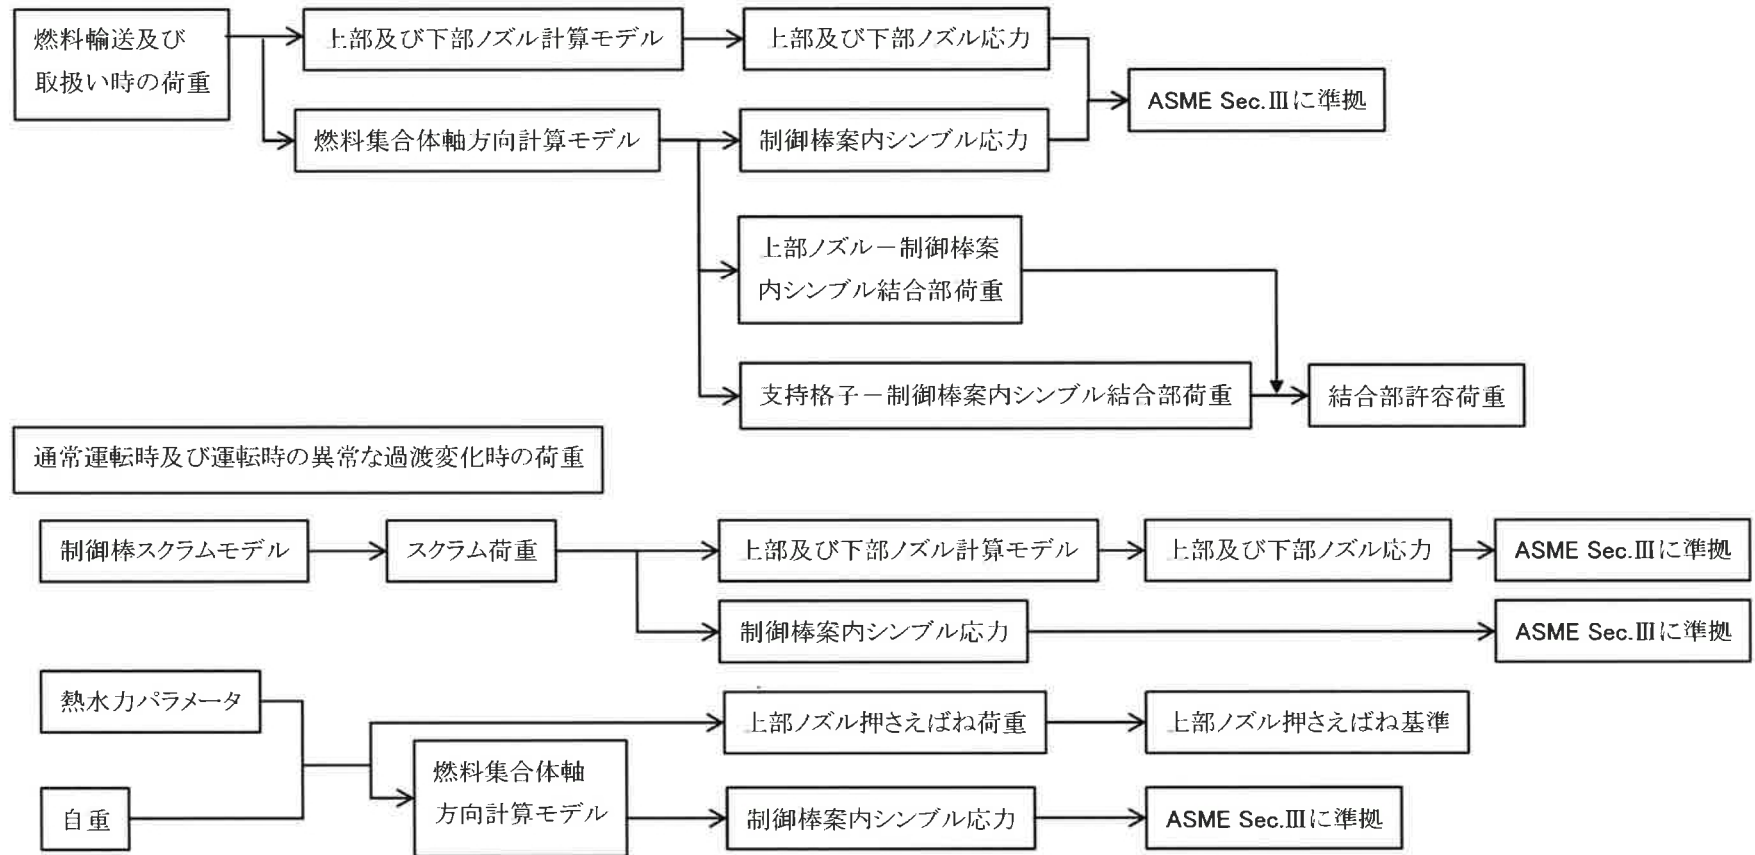 燃料輸送及び
取扱い時の荷重
上部及び下部ノズル計算モデル
上部及び下部ノズル応力
ASME Sec.Ⅲに準拠
燃料集合体軸方向計算モデル
制御棒案内シンブル応力
上部ノズル－制御棒案
内シンブル結合部荷重
支持格子－制御棒案内シンブル結合部荷重
結合部許容荷重
通常運転時及び運転時の異常な過渡変化時の荷重
制御棒スクラムモデル
スクラム荷重
上部及び下部ノズル計算モデル
上部及び下部ノズル応力
ASME Sec.Ⅲに準拠
制御棒案内シンブル応力
ASME Sec.Ⅲに準拠
熱水力パラメータ
上部ノズル押さえばね荷重
上部ノズル押さえばね基準
自重
燃料集合体軸
方向計算モデル
制御棒案内シンブル応力
ASME Sec.Ⅲに準拠